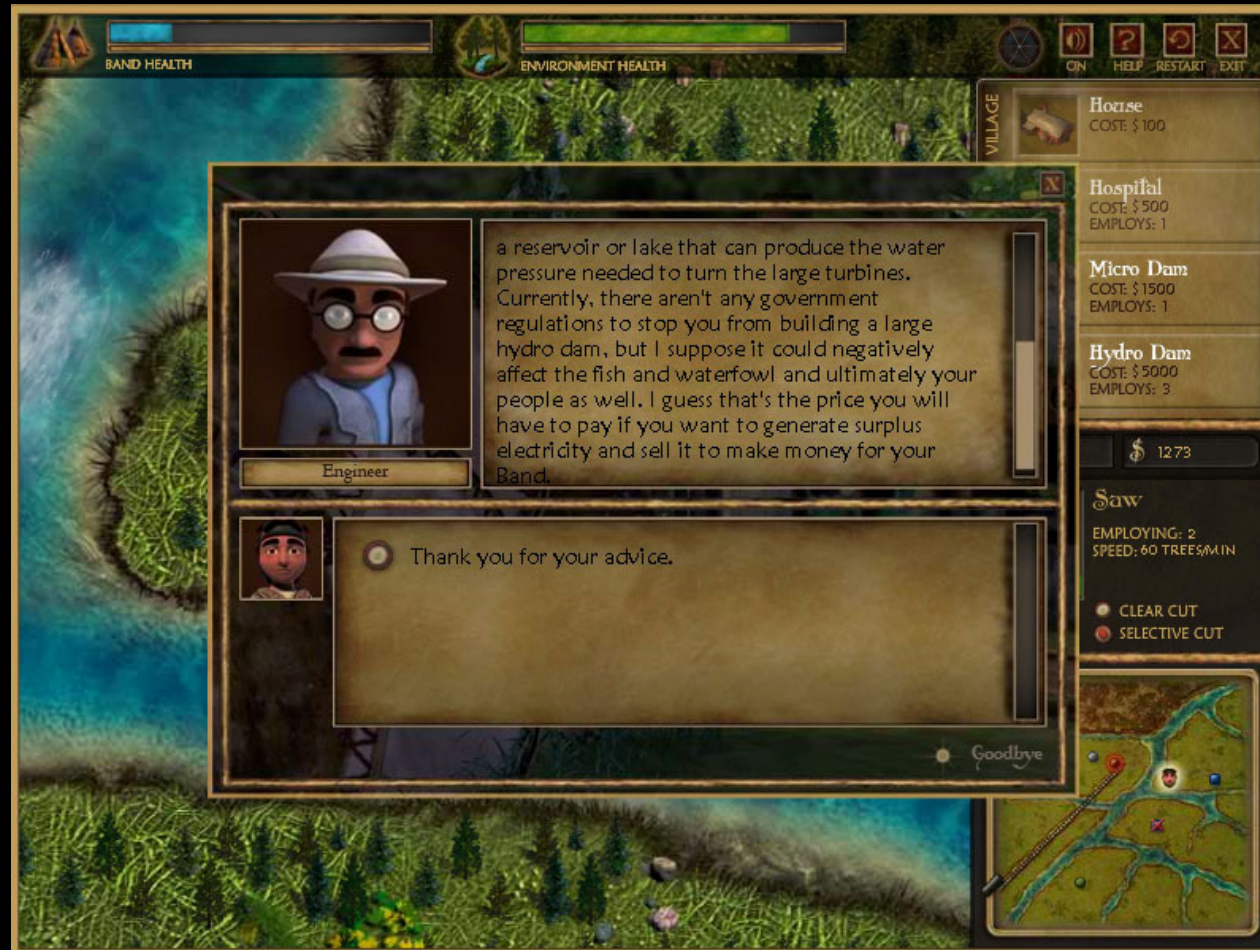 BAND HEALTH
ENVIRONMENT HEALTH
ON
HELP
RESTART
EXIT
VILLAGE
House
COST: $100
Hospital
COST: $500
EMPLOYS: 1
Micro Dam
COST: $1500
EMPLOYS: 1
Hydro Dam
COST: $5000
EMPLOYS: 3
$ 1273
Saw
EMPLOYING: 2
SPEED: 60 TREES/MIN
CLEAR CUT
SELECTIVE CUT
X
a reservoir or lake that can produce the water
pressure needed to turn the large turbines.
Currently, there aren't any government
regulations to stop you from building a large
hydro dam, but I suppose it could negatively
affect the fish and waterfowl and ultimately your
people as well. I guess that's the price you will
have to pay if you want to generate surplus
electricity and sell it to make money for your
Band.
Engineer
Thank you for your advice.
Goodbye